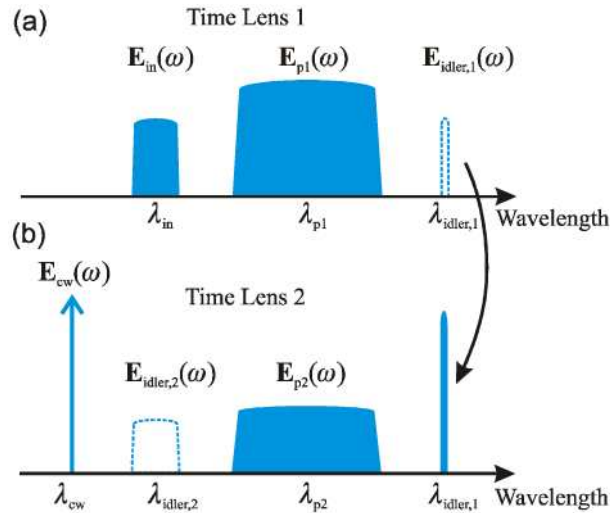 (a) Time Lens 1
E_in(ω) E_p1(ω) E_idler,1(ω)
λ_in λ_p1 λ_idler,1 Wavelength
(b)
E_cw(ω)
Time Lens 2
E_idler,2(ω) E_p2(ω)
λ_cw λ_idler,2 λ_p2 λ_idler,1 Wavelength